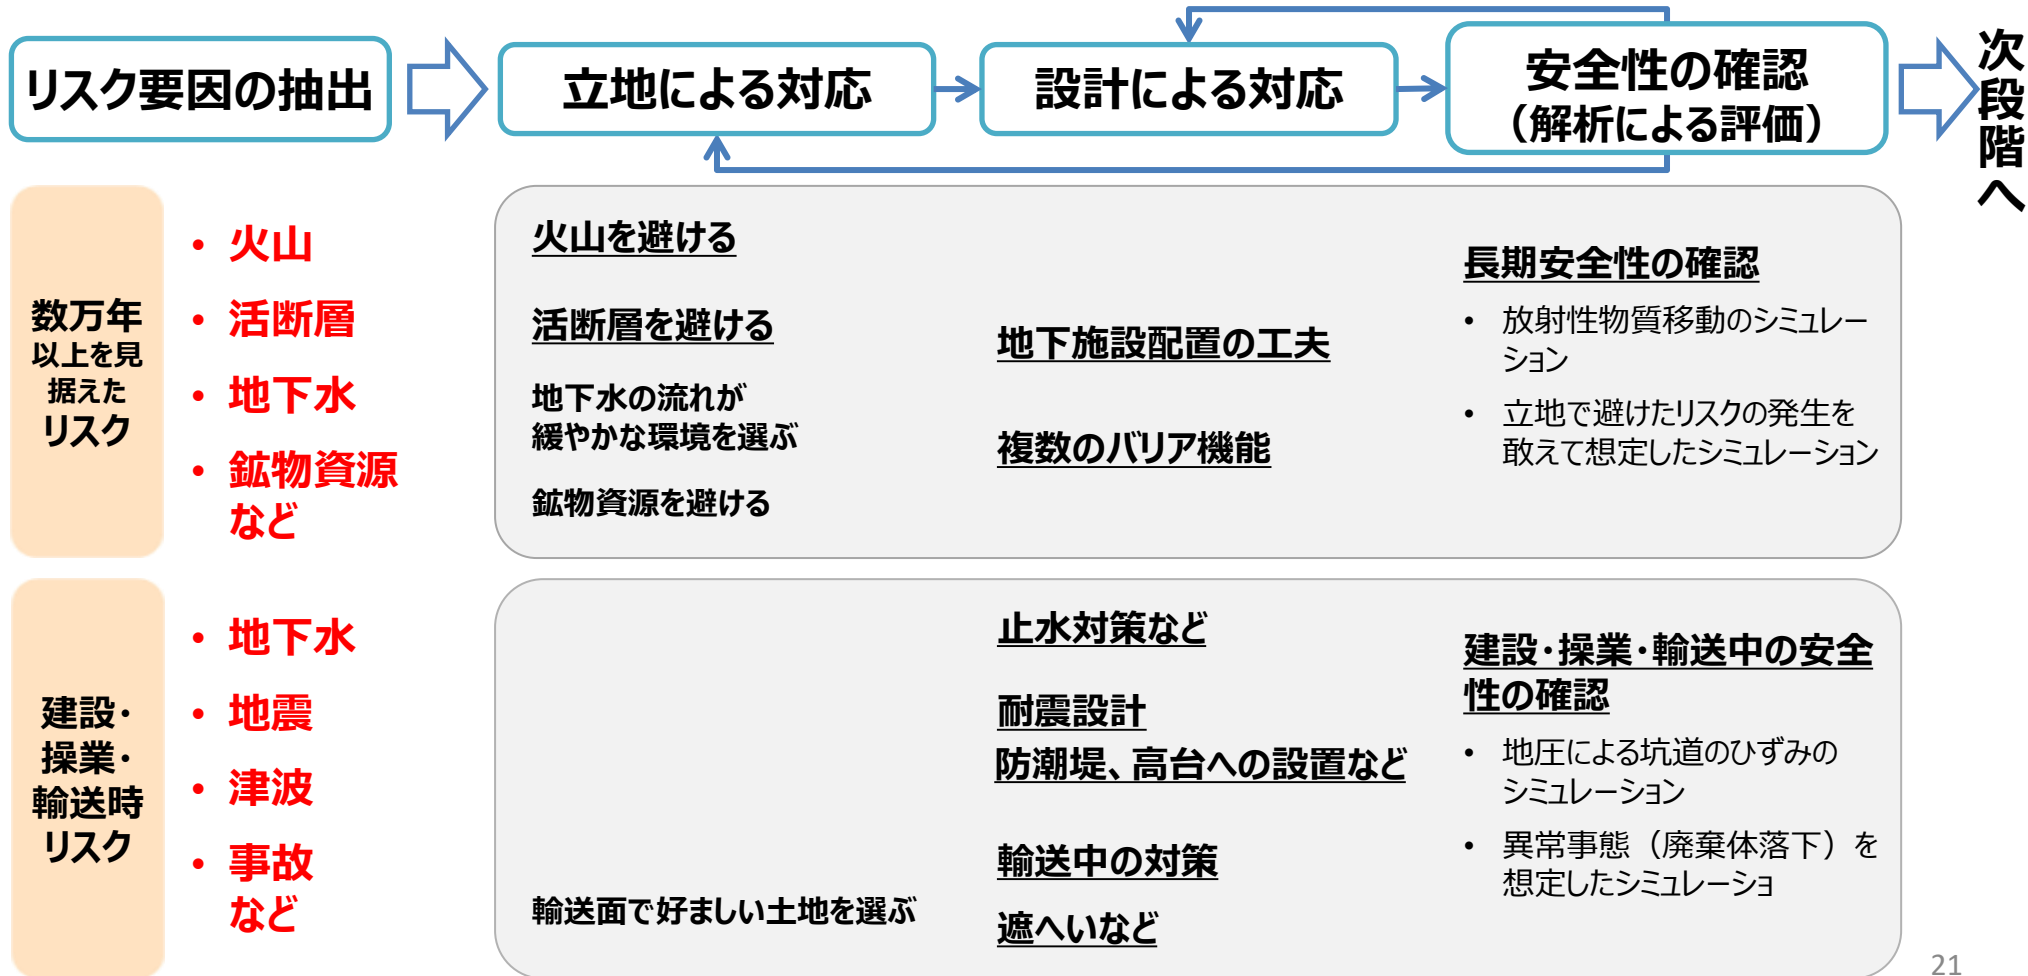 リスク要因の抽出
立地による対応
設計による対応
安全性の確認
（解析による評価）
次段階へ
数万年
以上を見
据えた
リスク
• 火山
• 活断層
• 地下水
• 鉱物資源
など
火山を避ける
活断層を避ける
地下水の流れが
緩やかな環境を選ぶ
鉱物資源を避ける
地下施設配置の工夫
複数のバリア機能
長期安全性の確認
• 放射性物質移動のシミュレー
ション
• 立地で避けたリスクの発生を
敢えて想定したシミュレーション
建設・
操業・
輸送時
リスク
• 地下水
• 地震
• 津波
• 事故
など
輸送面で好ましい土地を選ぶ
止水対策など
耐震設計
防潮堤、高台への設置など
輸送中の対策
遮へいなど
建設・操業・輸送中の安全
性の確認
• 地圧による坑道のひずみの
シミュレーション
• 異常事態（廃棄体落下）を
想定したシミュレーショ
21